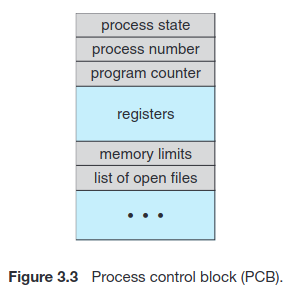 process state
process number
program counter
registers
memory limits
list of open files
• • •
Figure 3.3 Process control block (PCB).